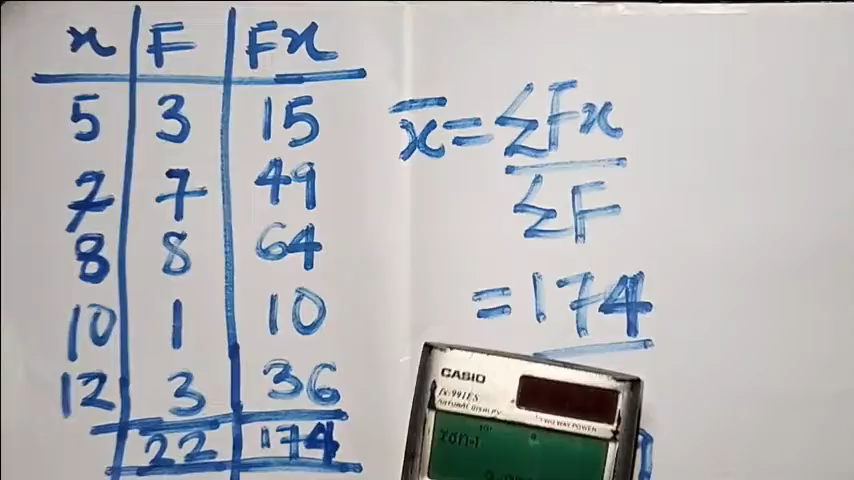 x F Fx
5 3 15
7 7 49
8 8 64
10 1 10
12 3 36
22 174
x̄ = ΣFx
ΣF
= 174
CASIO
fx-991ES
NATURAL DISPLAY
TWO WAY POWER